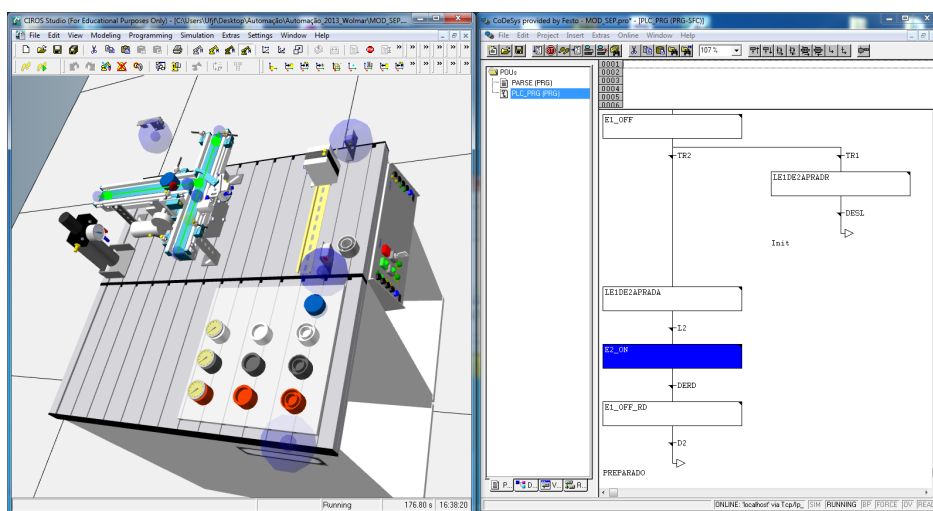 CIROS Studio (For Educational Purposes Only) - [C:\Users\Ufjf\Desktop\Automação\Automação_2013_Wolmar\MOD_SEP....
File Edit View Modeling Programming Simulation Extras Settings Window Help
Running 176.80 s 16:38:20
CoDeSys provided by Festo - MOD_SEP.pro* - [PLC_PRG (PRG-SFC)]
File Edit Project Insert Extras Online Window Help
107 %
POUs
PARSE (PRG)
PLC_PRG (PRG)
P... D... V... R...
0001
0002
0003
0004
0005
0006
E1_OFF
TR2 TR1
LE1DE2APRADR
DESL
Init
LE1DE2APRADA
L2
E2_ON
DERD
E1_OFF_RD
D2
PREPARADO
ONLINE: 'localhost' via Tcp/Ip_ SIM RUNNING BP FORCE OV READ